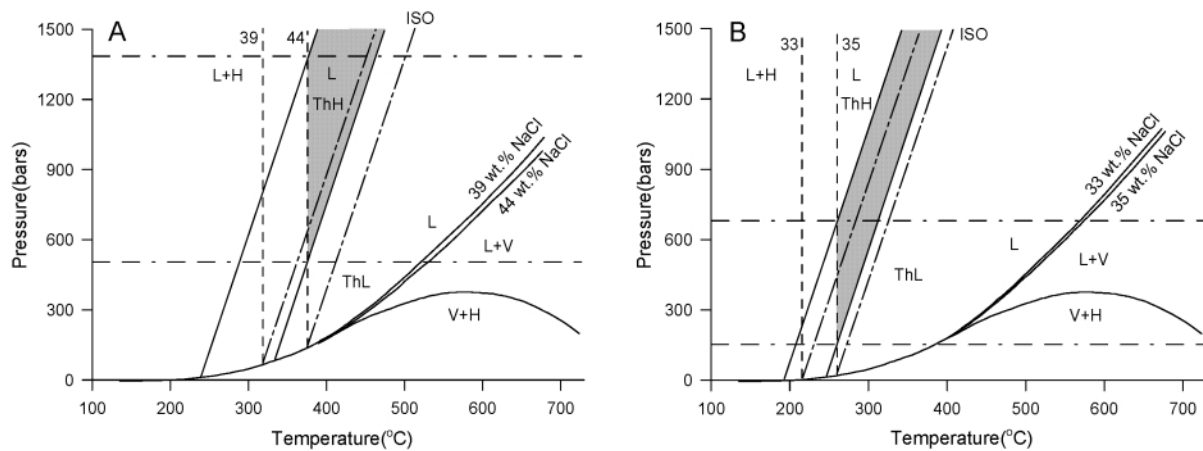 A
39
44
ISO
L+H
L
ThH
39 wt.% NaCl
44 wt.% NaCl
L
L+V
ThL
V+H
1500
1200
900
600
300
0
Pressure(bars)
100 200 300 400 500 600 700
Temperature(°C)
B
33
35
ISO
L+H
L
ThH
33 wt.% NaCl
35 wt.% NaCl
L
L+V
ThL
V+H
1500
1200
900
600
300
0
Pressure(bars)
100 200 300 400 500 600 700
Temperature(°C)